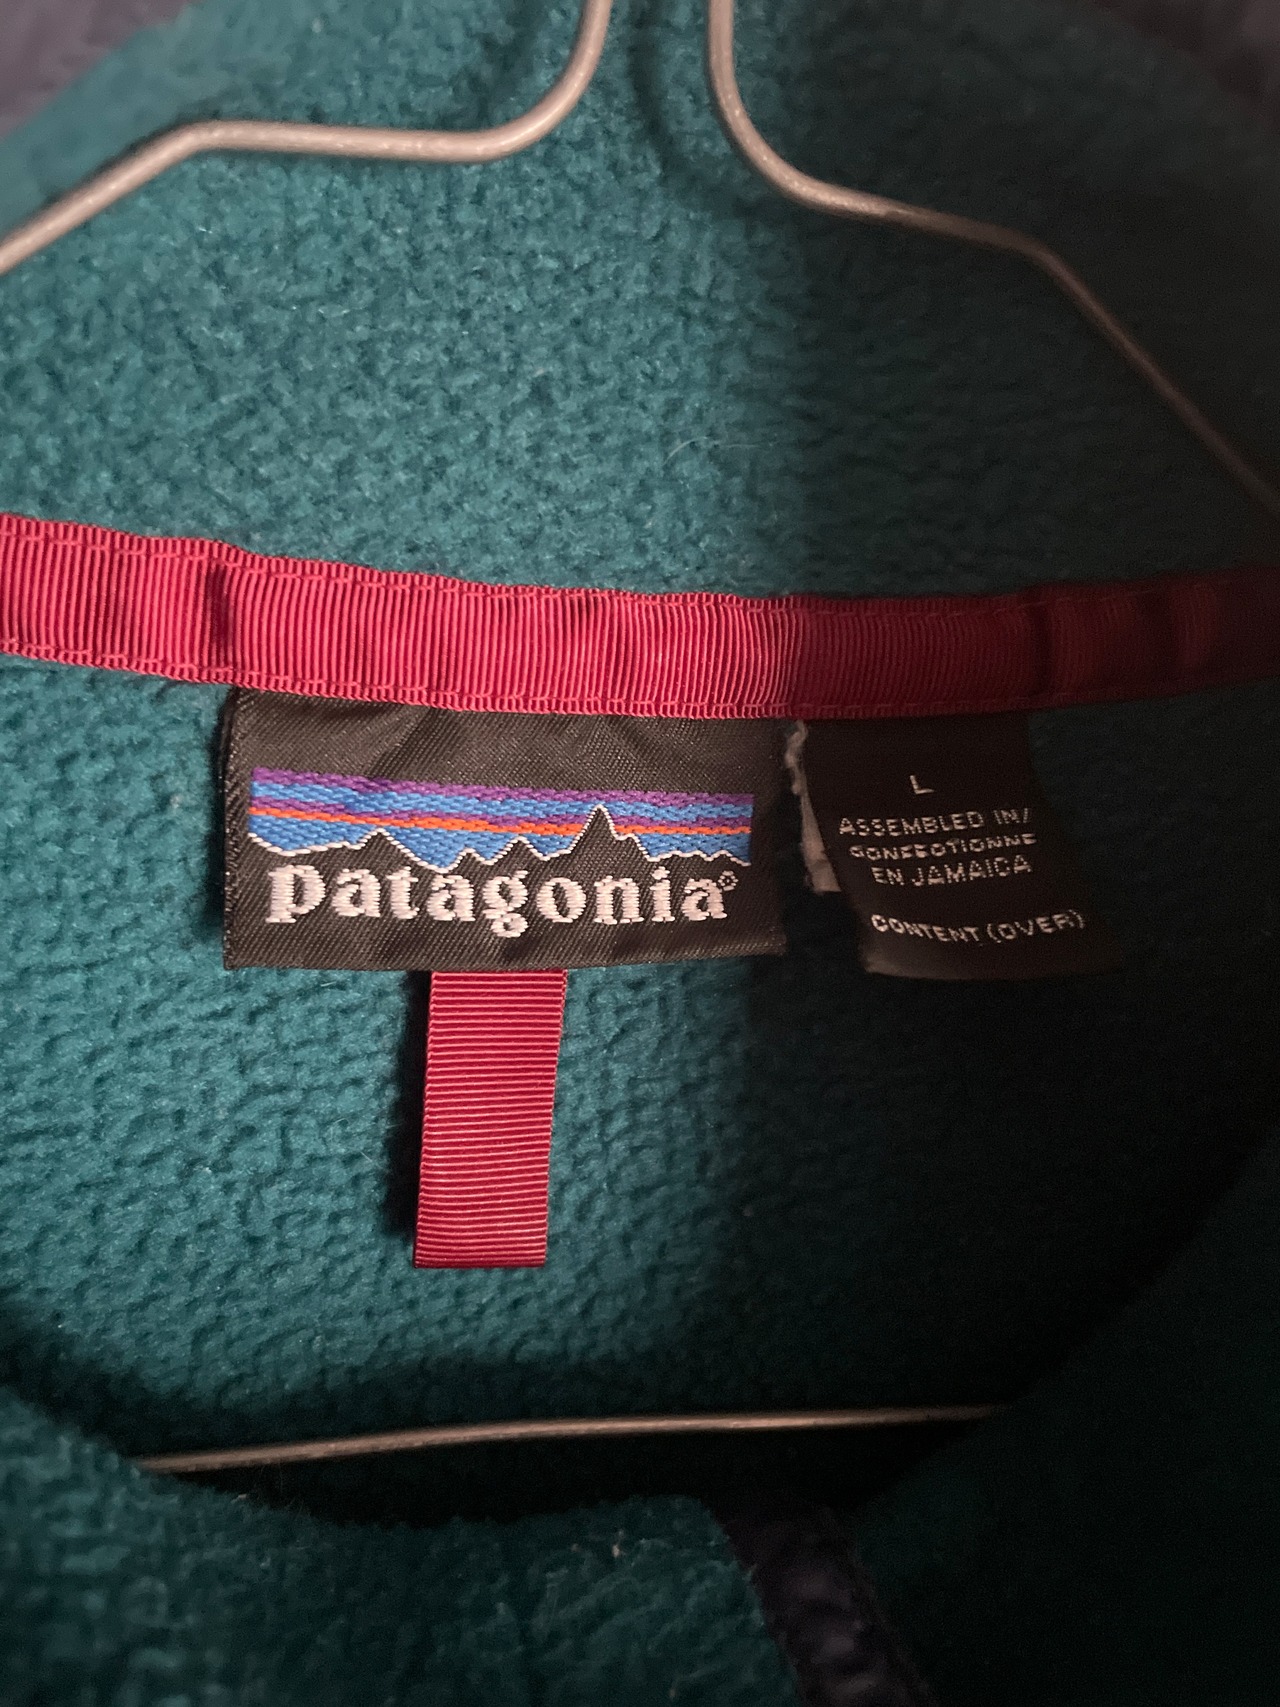 patagonia®
L
ASSEMBLED IN/
CONFECTIONNE
EN JAMAICA
CONTENT (OVER)